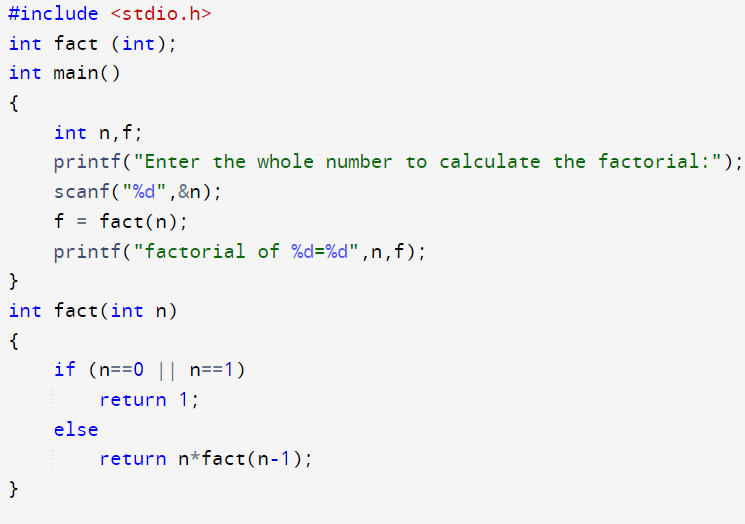 #include <stdio.h>
int fact (int);
int main()
{
    int n,f;
    printf("Enter the whole number to calculate the factorial:");
    scanf("%d",&n);
    f = fact(n);
    printf("factorial of %d=%d",n,f);
}
int fact(int n)
{
    if (n==0 || n==1)
        return 1;
    else
        return n*fact(n-1);
}